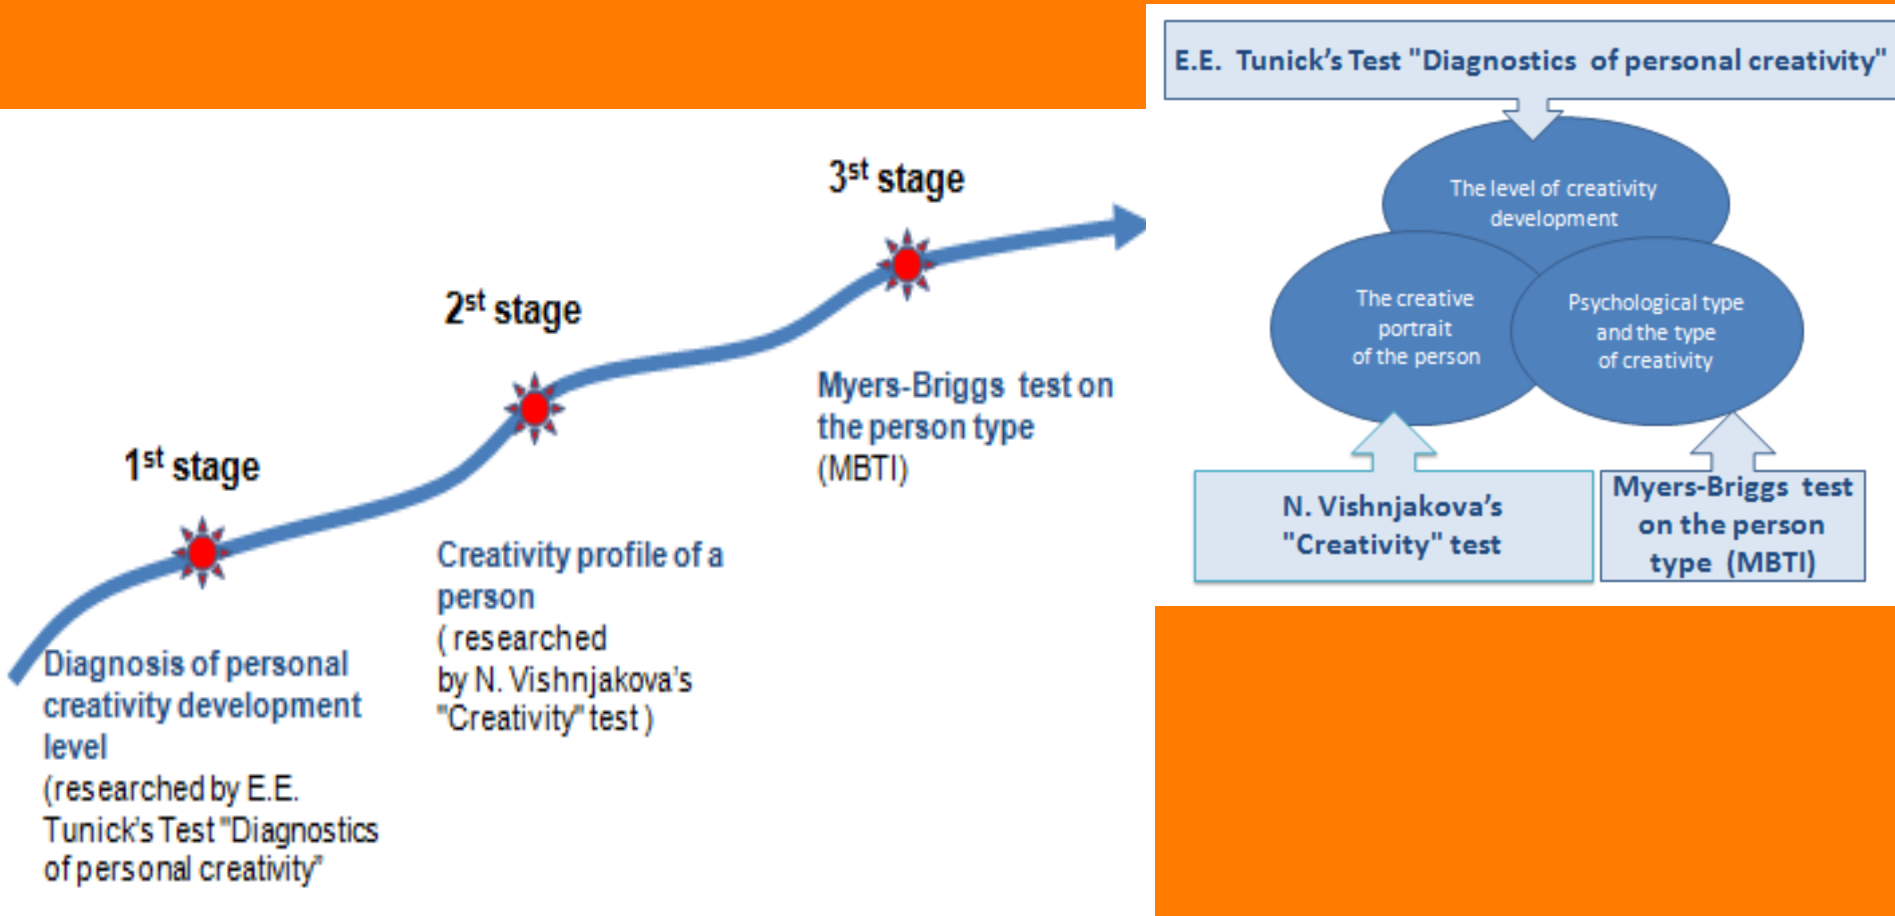 1st stage
Diagnosis of personal
creativity development
level
(researched by E.E.
Tunick's Test "Diagnostics
of personal creativity"
2st stage
Creativity profile of a
person
( researched
by N. Vishnjakova's
"Creativity" test )
3st stage
Myers-Briggs test on
the person type
(MBTI)
E.E. Tunick's Test "Diagnostics of personal creativity"
The level of creativity
development
The creative
portrait
of the person
Psychological type
and the type
of creativity
N. Vishnjakova's
"Creativity" test
Myers-Briggs test
on the person
type (MBTI)